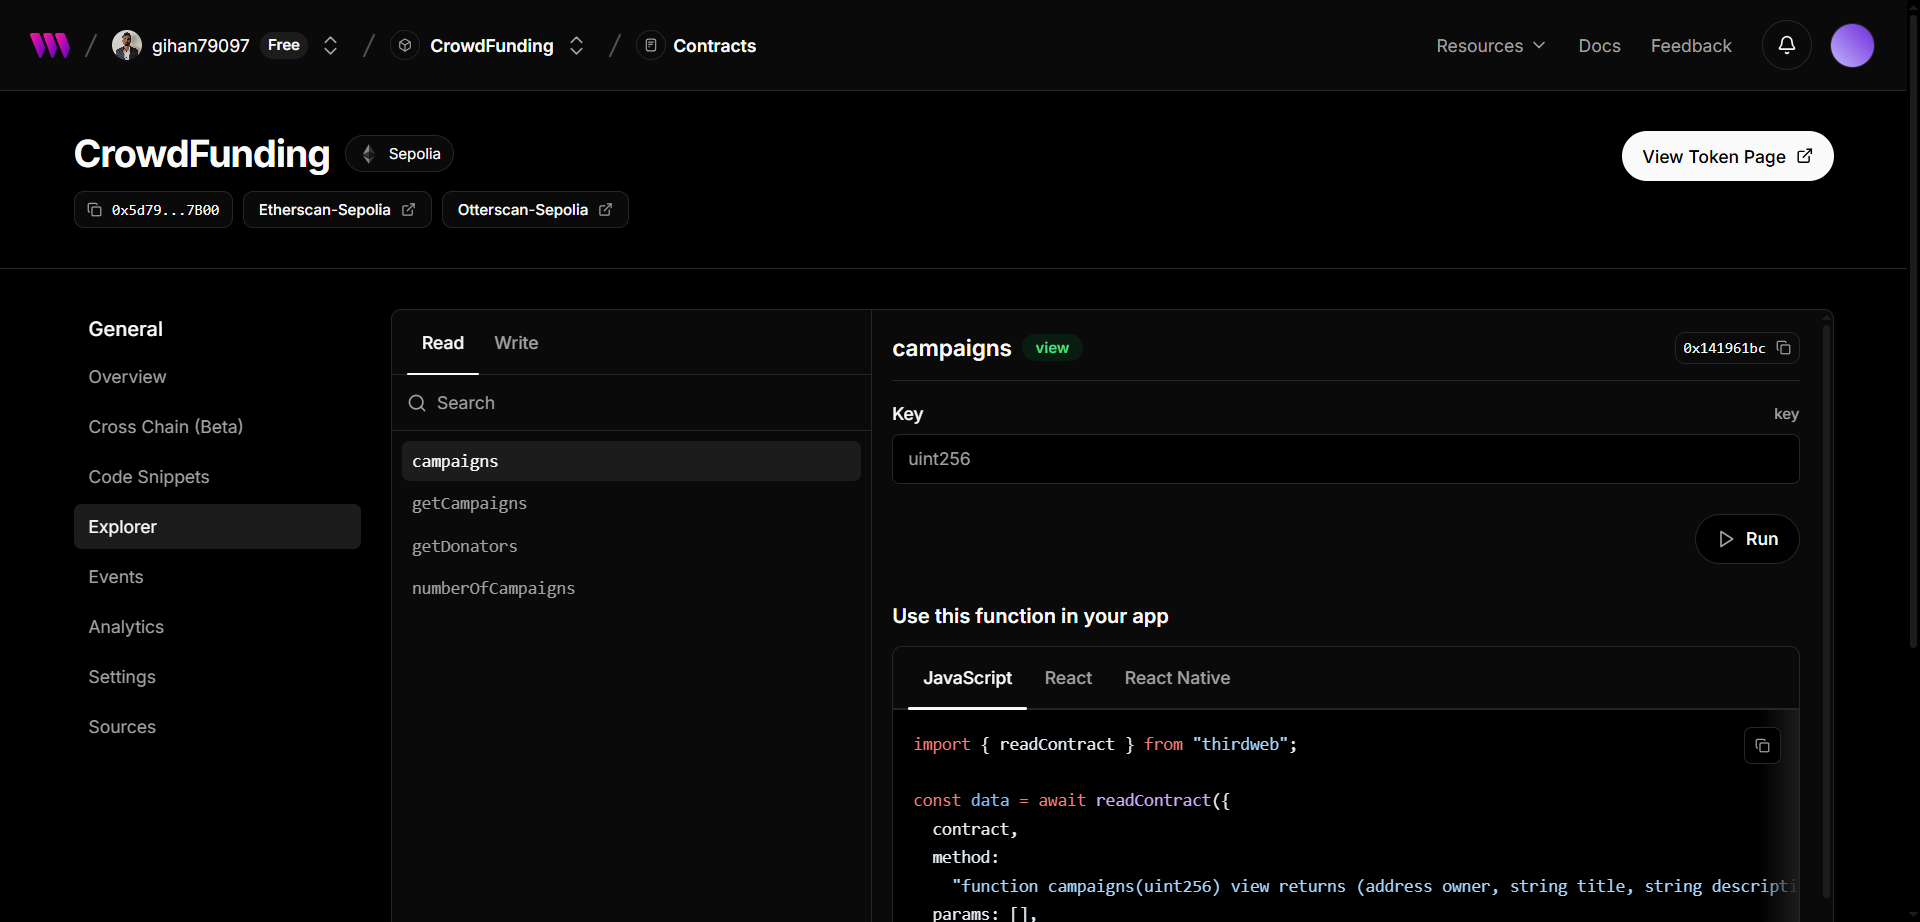 / gihan79097 Free / CrowdFunding / Contracts
Resources Docs Feedback
CrowdFunding Sepolia
View Token Page
0x5d79...7B00 Etherscan-Sepolia Otterscan-Sepolia
General
Overview
Cross Chain (Beta)
Code Snippets
Explorer
Events
Analytics
Settings
Sources
Read Write
Search
campaigns
getCampaigns
getDonators
numberOfCampaigns
campaigns view 0x141961bc
Key key
uint256
Run
Use this function in your app
JavaScript React React Native
import { readContract } from "thirdweb";
const data = await readContract({
contract,
method:
"function campaigns(uint256) view returns (address owner, string title, string descripti
params: [],